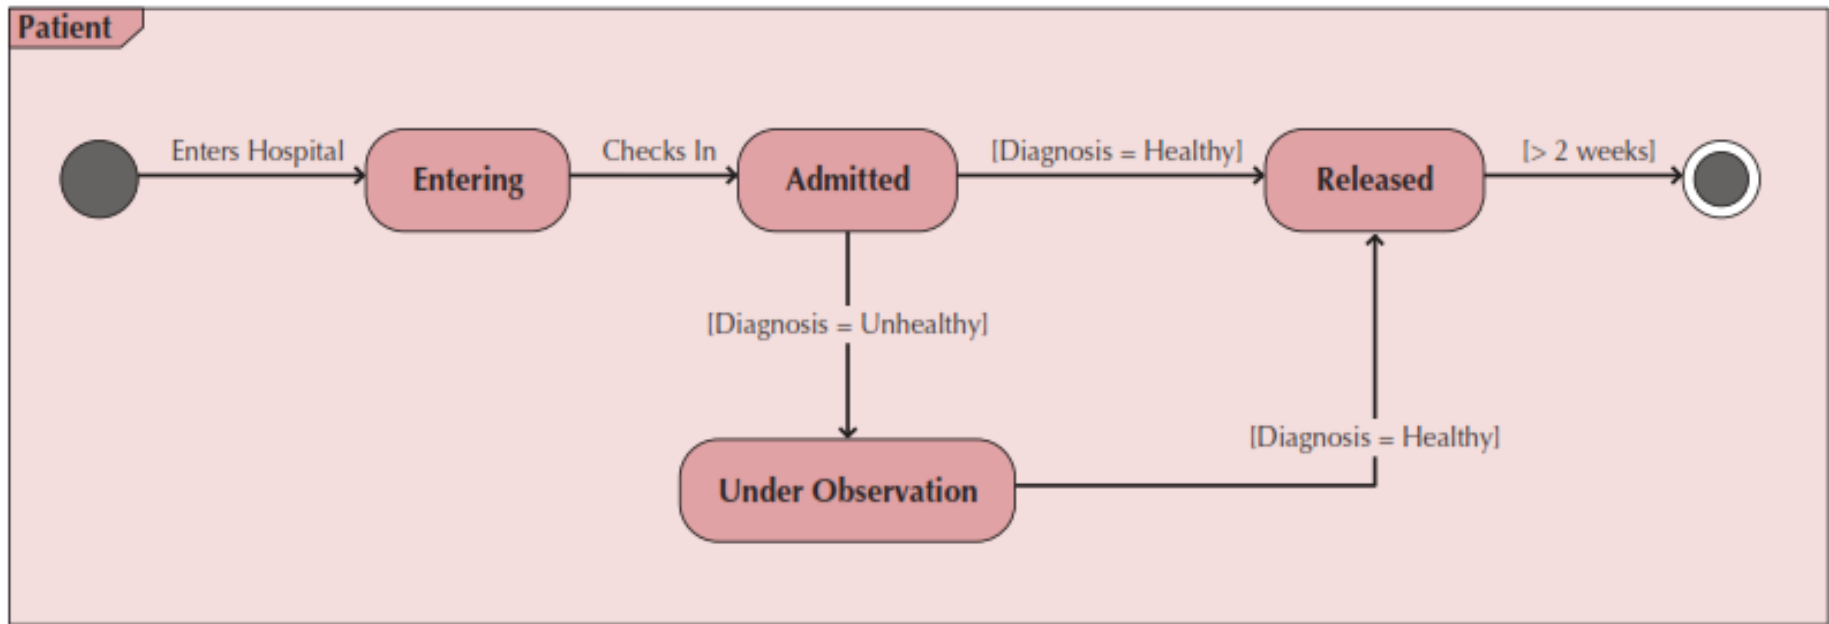 Patient
Enters Hospital
Entering
Checks In
Admitted
[Diagnosis = Healthy]
Released
[> 2 weeks]
[Diagnosis = Unhealthy]
[Diagnosis = Healthy]
Under Observation